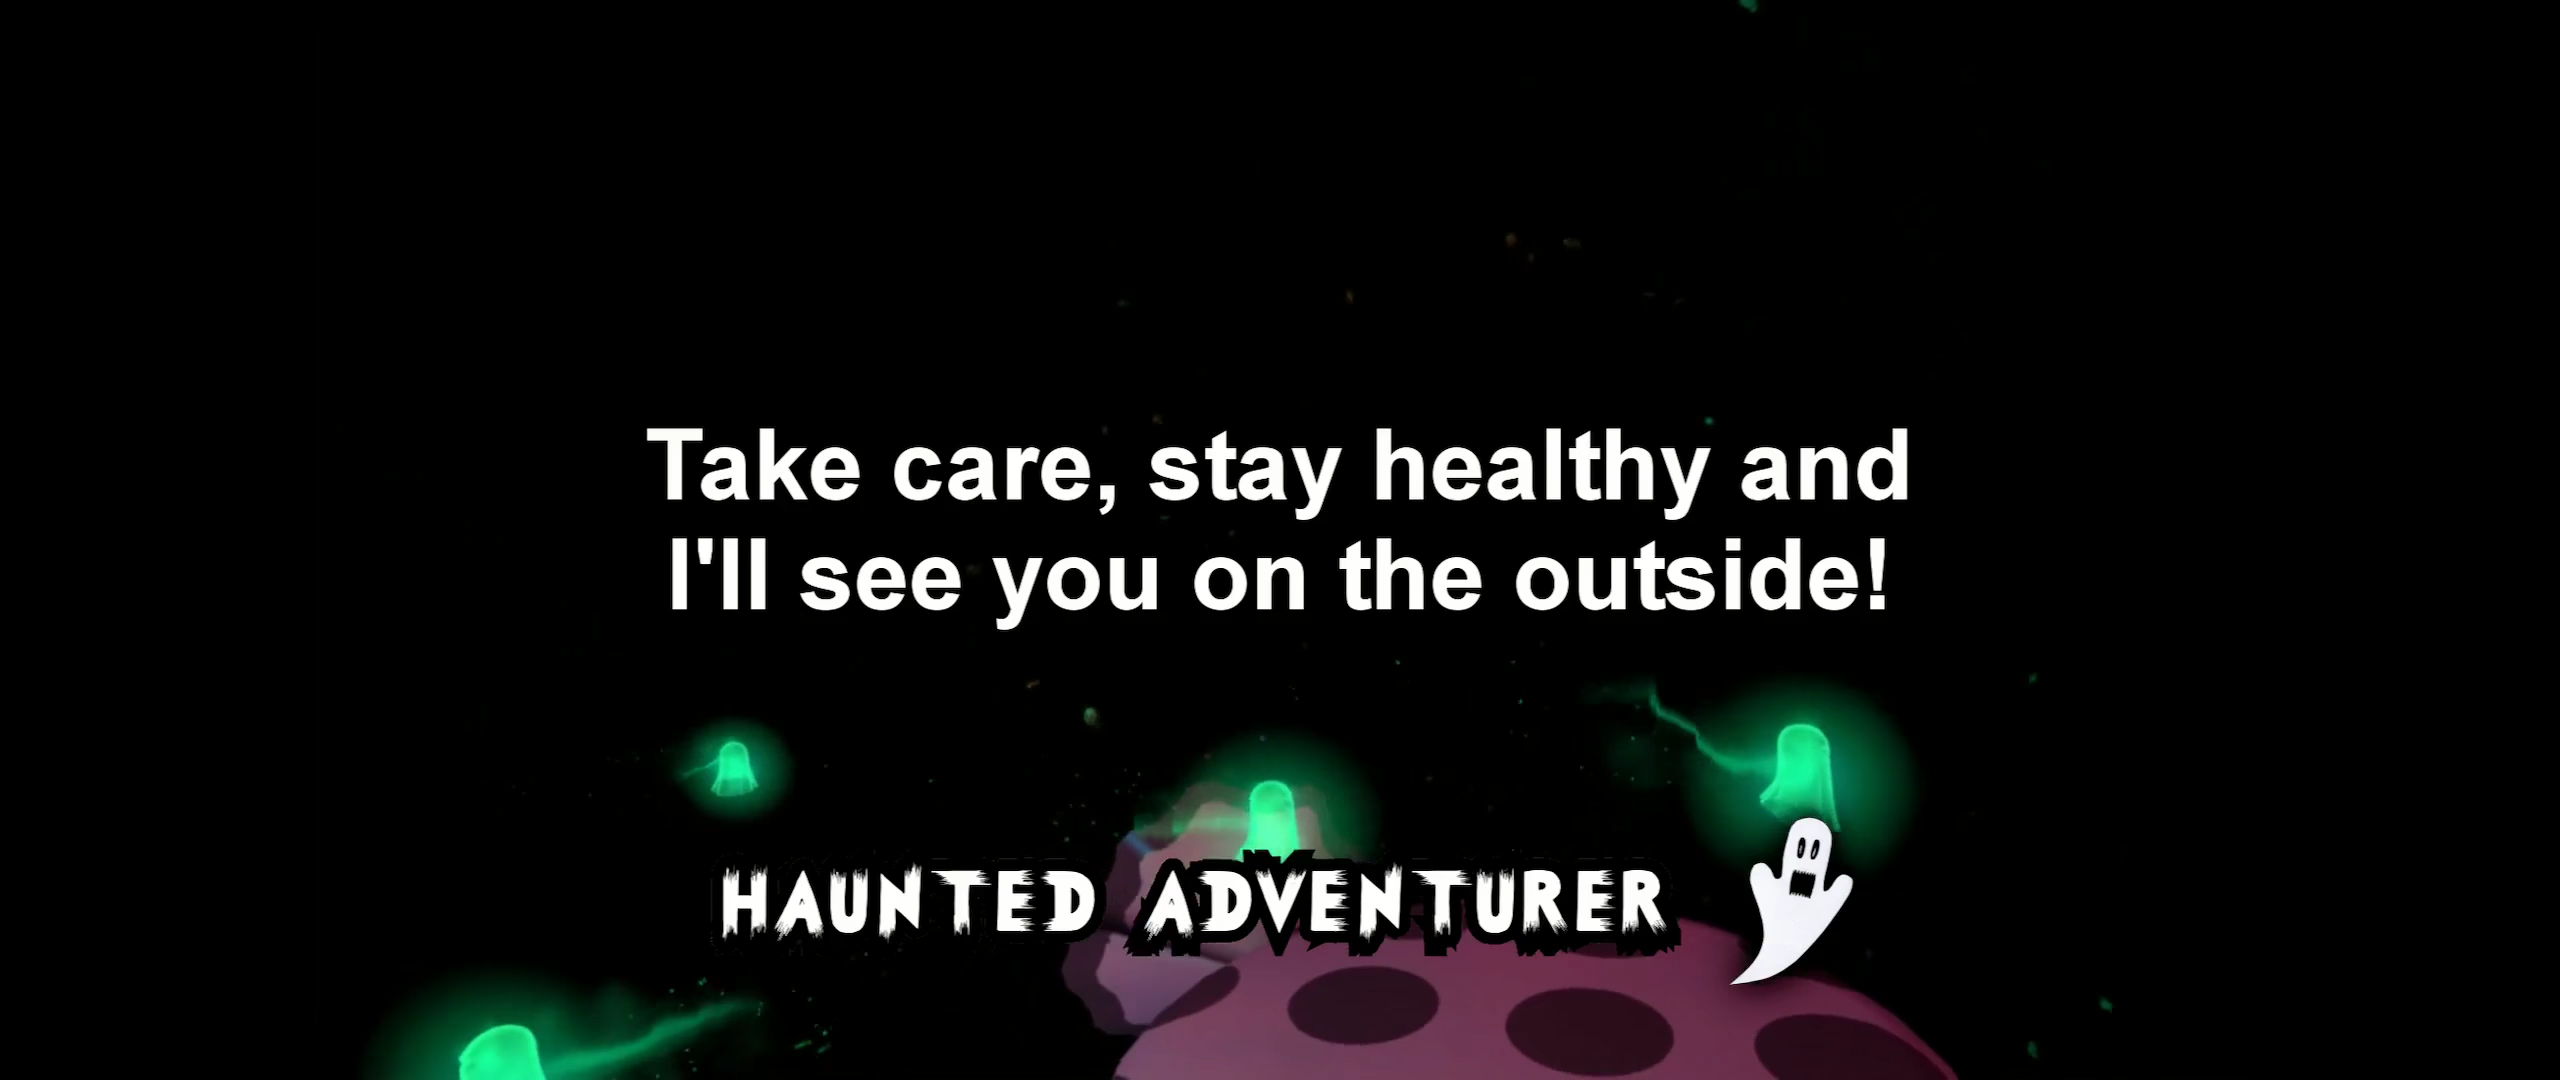 Take care, stay healthy and
I'll see you on the outside!
HAUNTED ADVENTURER